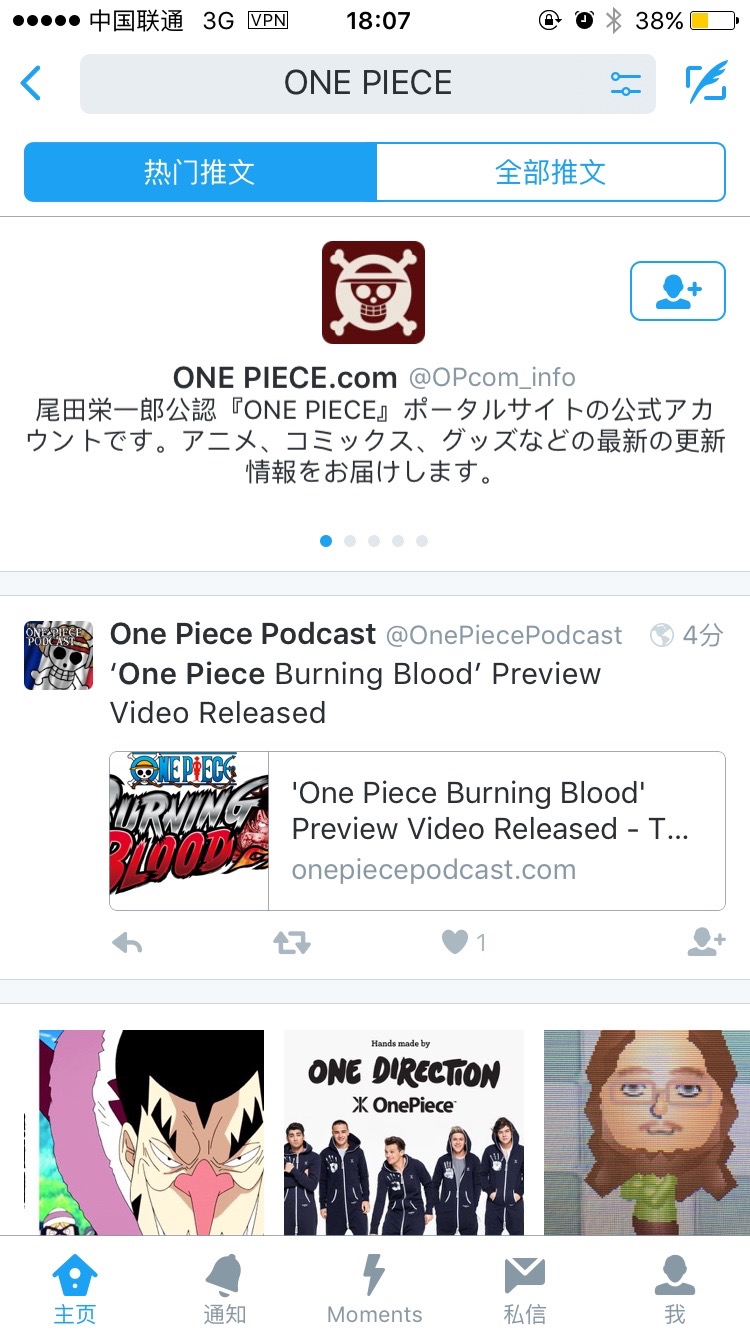 中国联通 3G VPN 18:07 38%
ONE PIECE
热门推文 全部推文
ONE PIECE.com @OPcom_info
尾田栄一郎公認『ONE PIECE』ポータルサイトの公式アカ
ウントです。アニメ、コミックス、グッズなどの最新の更新
情報をお届けします。
One Piece Podcast @OnePiecePodcast 4分
‘One Piece Burning Blood’ Preview
Video Released
ONE PIECE
PODCAST
ONE PIECE
BURNING
BLOOD
'One Piece Burning Blood'
Preview Video Released - T...
onepiecepodcast.com
1
Hands made by
ONE DIRECTION
OnePiece
主页 通知 Moments 私信 我